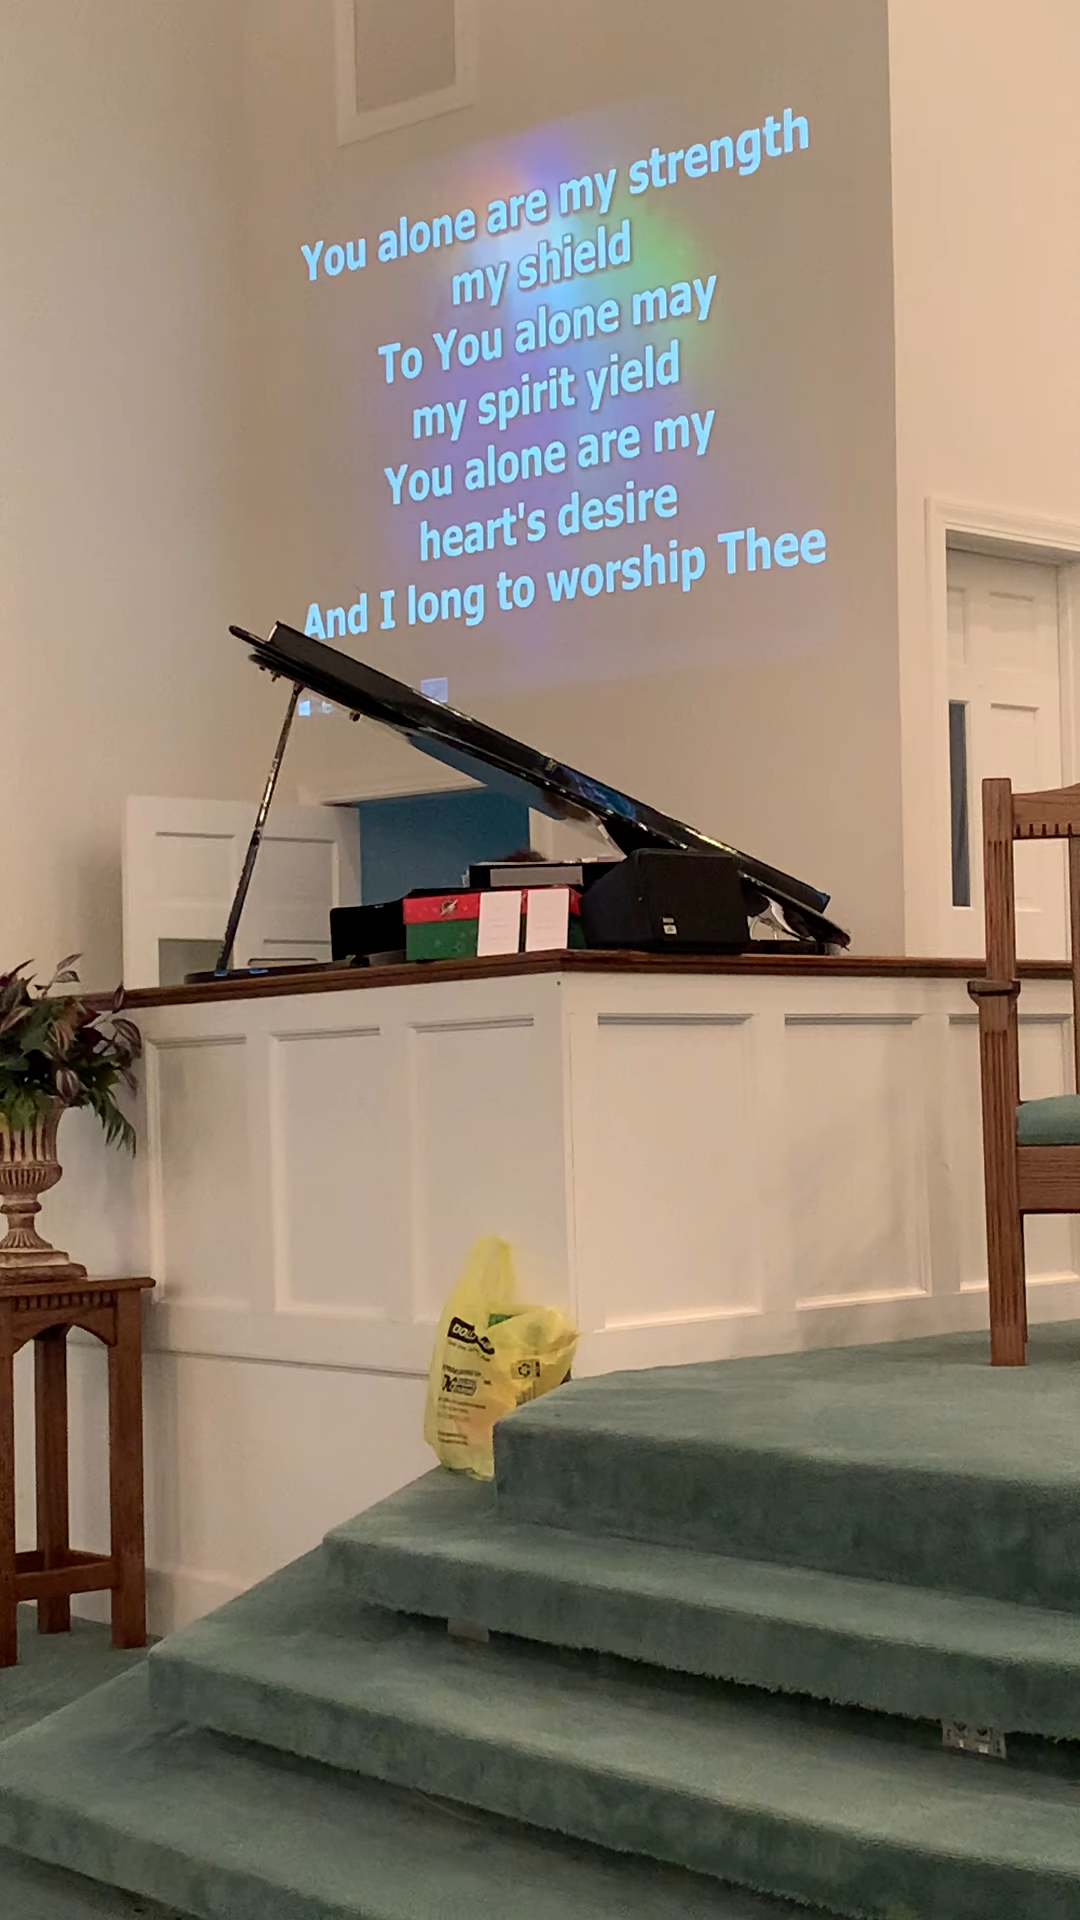 You alone are my strength
my shield
To You alone may
my spirit yield
You alone are my
heart's desire
And I long to worship Thee